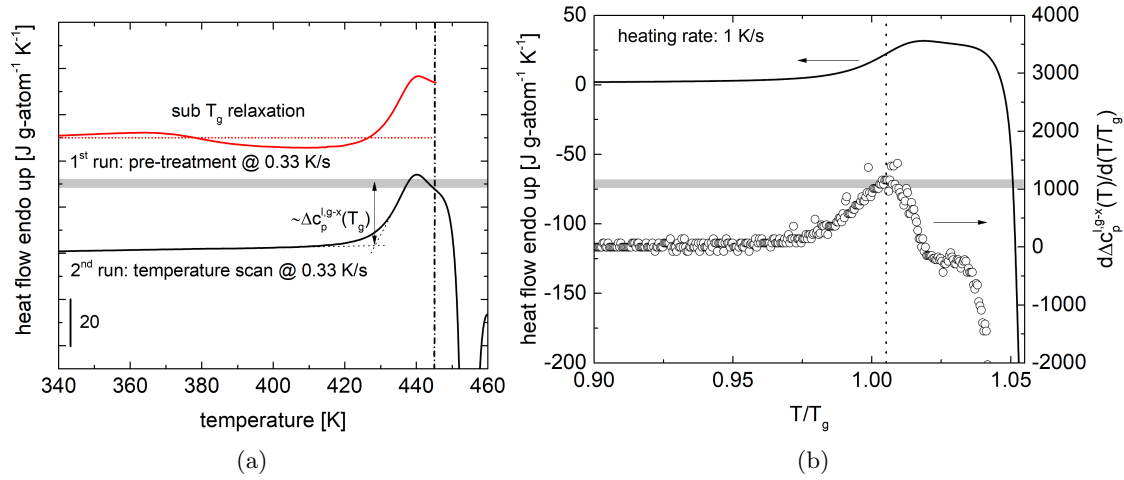 heat flow endo up [J g-atom⁻¹ K⁻¹]
sub T_g relaxation
1ˢᵗ run: pre-treatment @ 0.33 K/s
~Δc_p^{l,g-x}(T_g)
2ⁿᵈ run: temperature scan @ 0.33 K/s
20
340 360 380 400 420 440 460
temperature [K]
(a)
heat flow endo up [J g-atom⁻¹ K⁻¹]
50
0
-50
-100
-125
-150
-200
heating rate: 1 K/s
4000
3000
2000
1000
0
-1000
-2000
dΔc_p^{l,g-x}(T)/d(T/T_g)
0.90 0.95 1.00 1.05
T/T_g
(b)